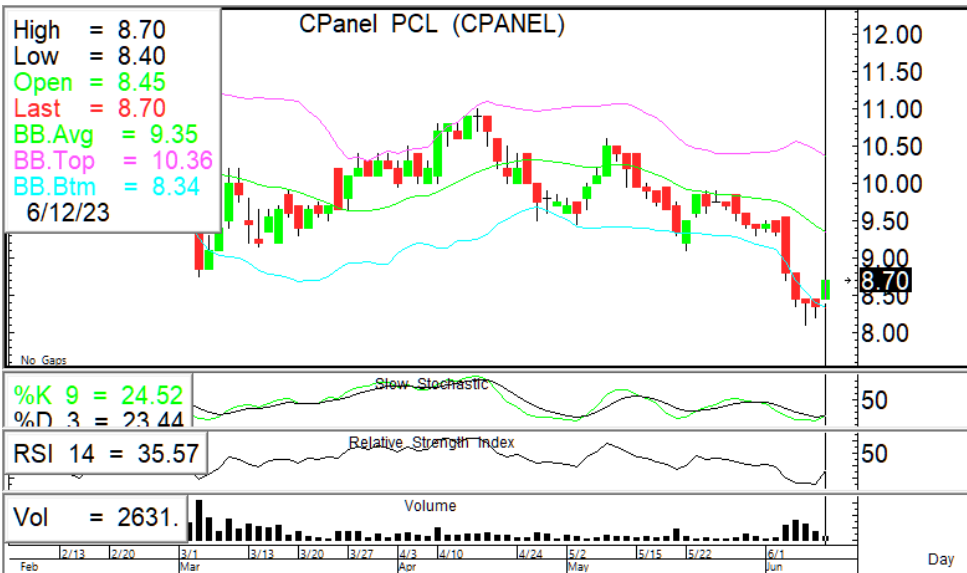 CPanel PCL (CPANEL)
High = 8.70
Low = 8.40
Open = 8.45
Last = 8.70
BB.Avg = 9.35
BB.Top = 10.36
BB.Btm = 8.34
6/12/23
12.00
11.50
11.00
10.50
10.00
9.50
9.00
8.70
8.50
8.00
No Gaps
Slow Stochastic
%K 9 = 24.52
%D 3 = 23.44
50
Relative Strength Index
RSI 14 = 35.57
50
Volume
Vol = 2631.
2/13 2/20 3/1 3/13 3/20 3/27 4/3 4/10 4/24 5/2 5/15 5/22 6/1
Feb Mar Apr May Jun
Day